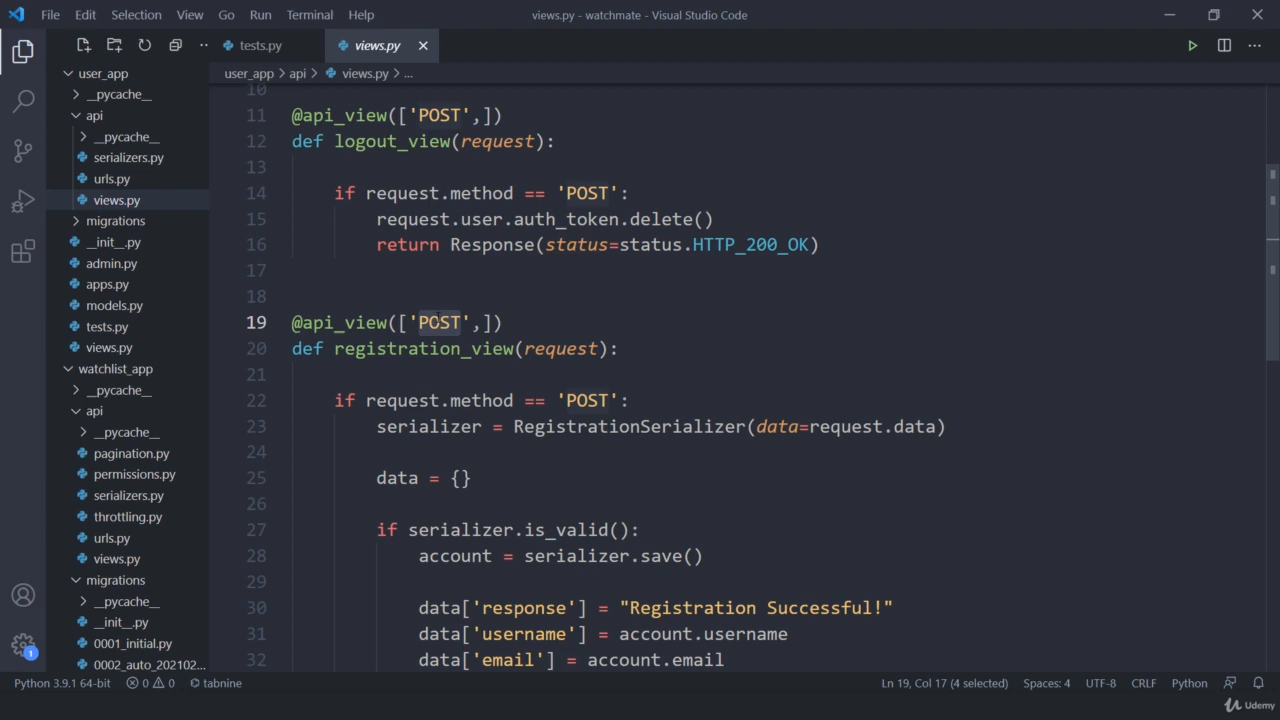 File Edit Selection View Go Run Terminal Help
views.py - watchmate - Visual Studio Code
tests.py
views.py
user_app > api > views.py > ...
user_app
__pycache__
api
__pycache__
serializers.py
urls.py
views.py
migrations
__init__.py
admin.py
apps.py
models.py
tests.py
views.py
watchlist_app
__pycache__
api
__pycache__
pagination.py
permissions.py
serializers.py
throttling.py
urls.py
views.py
migrations
__pycache__
__init__.py
0001_initial.py
0002_auto_202102...
10
11 @api_view(['POST',])
12 def logout_view(request):
13
14 if request.method == 'POST':
15 request.user.auth_token.delete()
16 return Response(status=status.HTTP_200_OK)
17
18
19 @api_view(['POST',])
20 def registration_view(request):
21
22 if request.method == 'POST':
23 serializer = RegistrationSerializer(data=request.data)
24
25 data = {}
26
27 if serializer.is_valid():
28 account = serializer.save()
29
30 data['response'] = "Registration Successful!"
31 data['username'] = account.username
32 data['email'] = account.email
1
Python 3.9.1 64-bit 0 0 tabnine
Ln 19, Col 17 (4 selected) Spaces: 4 UTF-8 CRLF Python
Udemy